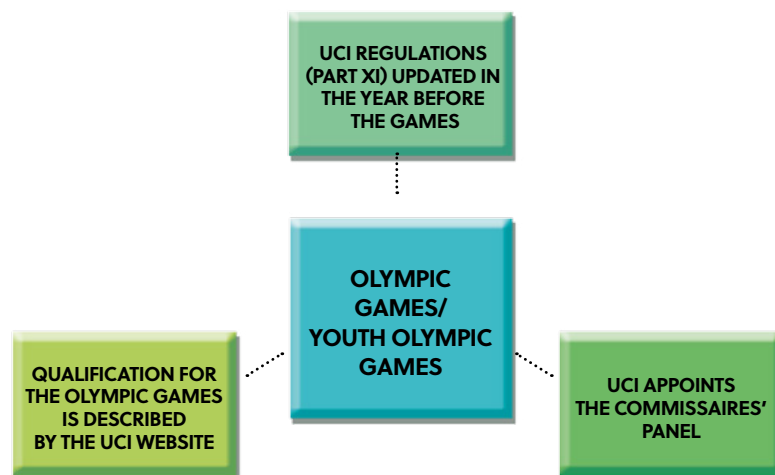 UCI REGULATIONS
(PART XI) UPDATED IN
THE YEAR BEFORE
THE GAMES
OLYMPIC
GAMES/
YOUTH OLYMPIC
GAMES
QUALIFICATION FOR
THE OLYMPIC GAMES
IS DESCRIBED
BY THE UCI WEBSITE
UCI APPOINTS
THE COMMISSAIRES’
PANEL